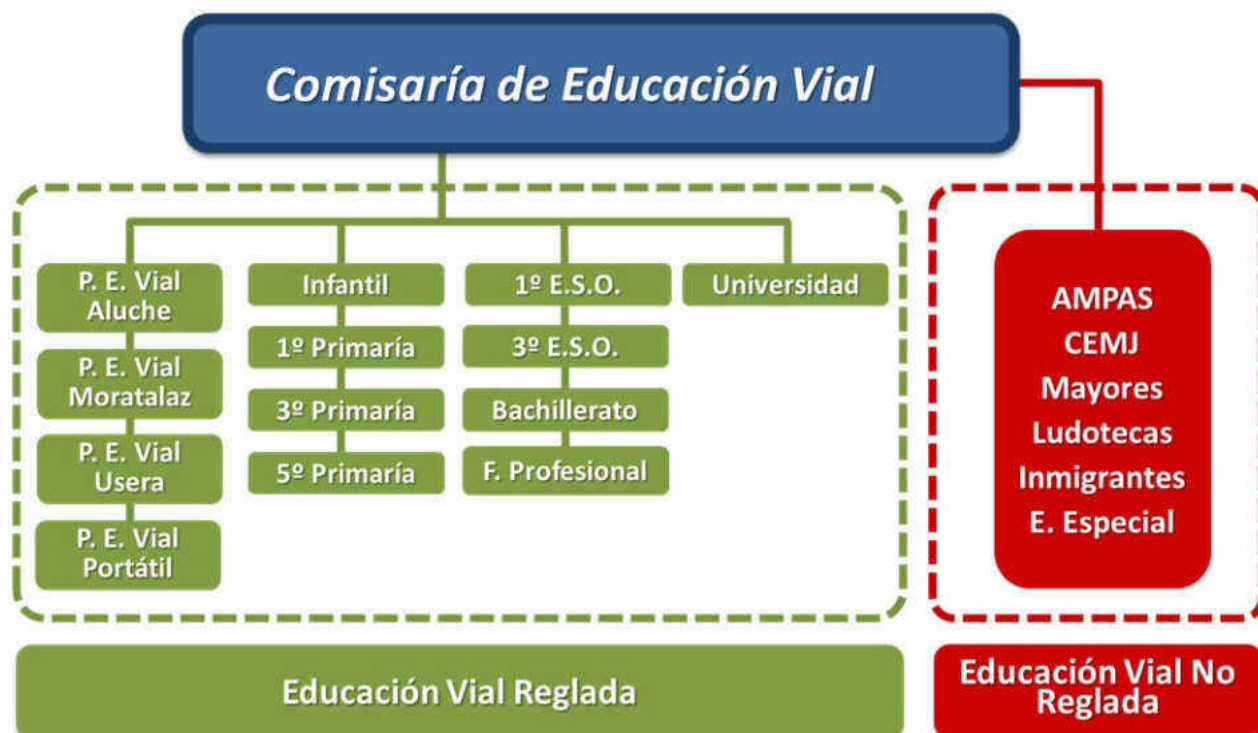 Comisaría de Educación Vial
P. E. Vial
Aluche
P. E. Vial
Moratalaz
P. E. Vial
Usera
P. E. Vial
Portátil
Infantil
1º Primaría
3º Primaría
5º Primaría
1º E.S.O.
3º E.S.O.
Bachillerato
F. Profesional
Universidad
AMPAS
CEMJ
Mayores
Ludotecas
Inmigrantes
E. Especial
Educación Vial Reglada
Educación Vial No
Reglada